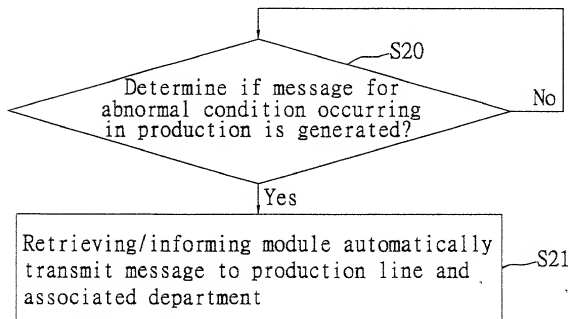 S20
Determine if message for
abnormal condition occurring
in production is generated?
No
Yes
Retrieving/informing module automatically
transmit message to production line and
associated department
S21